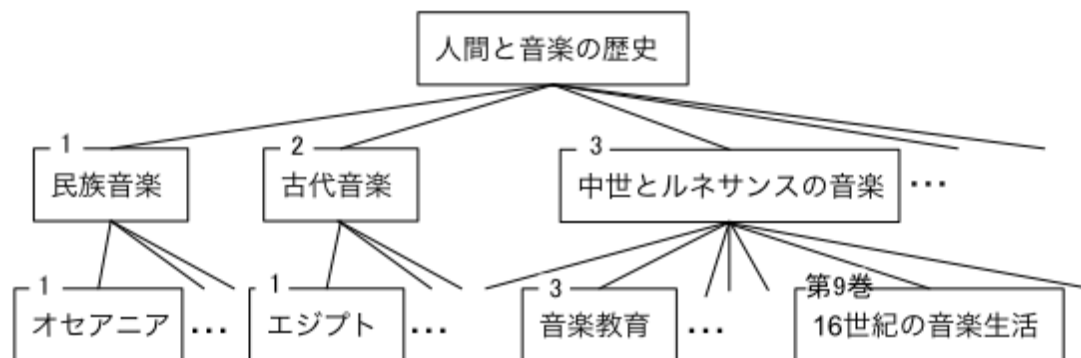 人間と音楽の歴史
1
2
3
民族音楽
古代音楽
中世とルネサンスの音楽
…
1
1
3
第9巻
オセアニア
…
エジプト
…
音楽教育
…
16世紀の音楽生活